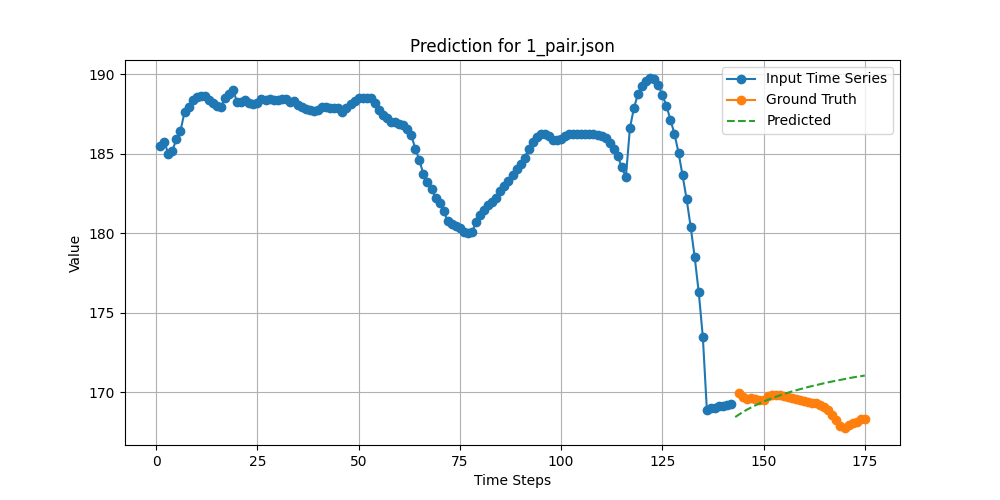 Prediction for 1_pair.json
Input Time Series
Ground Truth
Predicted
Value
190
185
180
175
170
0 25 50 75 100 125 150 175
Time Steps